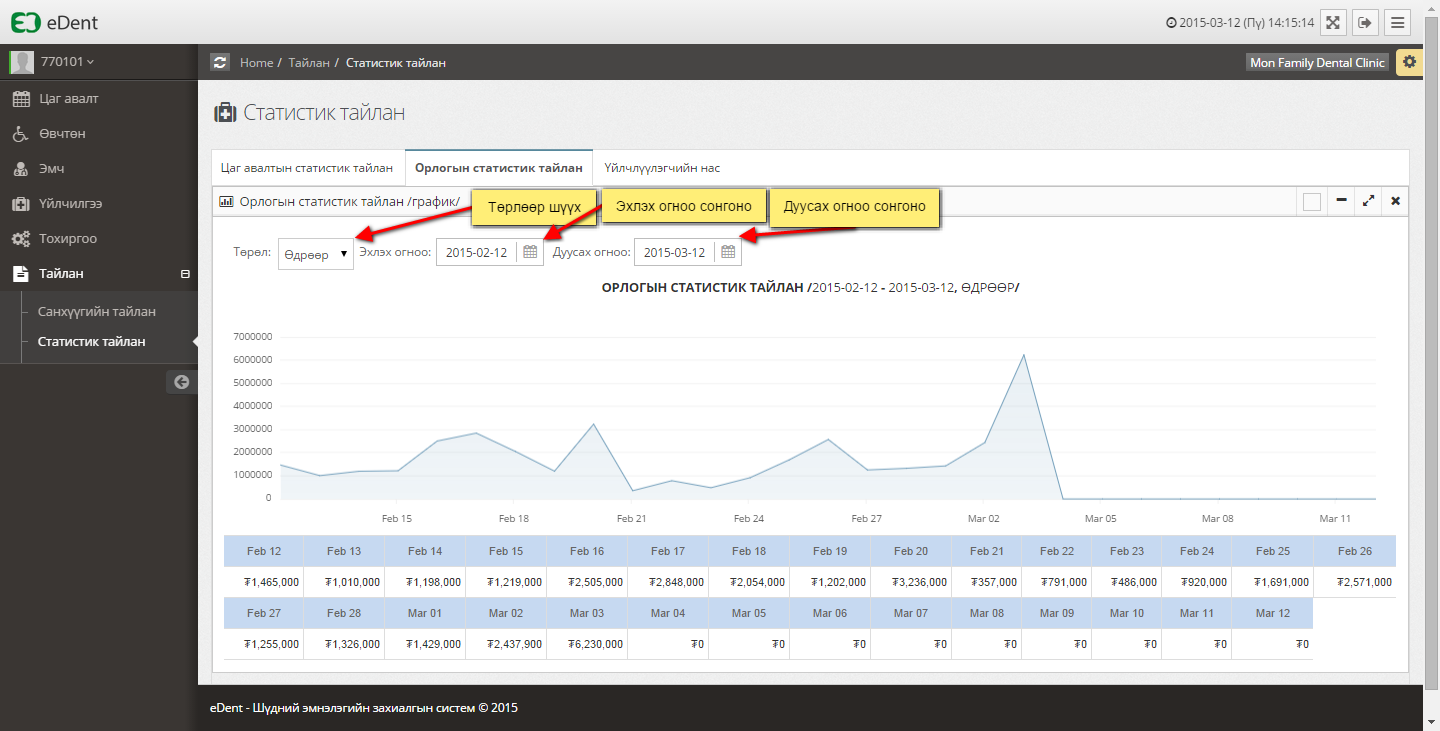 eDent
2015-03-12 (Пү) 14:15:14
770101
Home / Тайлан / Статистик тайлан
Mon Family Dental Clinic
Цаг авалт
Өвчтөн
Эмч
Үйлчилгээ
Тохиргоо
Тайлан
Санхүүгийн тайлан
Статистик тайлан
Статистик тайлан
Цаг авалтын статистик тайлан
Орлогын статистик тайлан
Үйлчлүүлэгчийн нас
Орлогын статистик тайлан /график/
Төрлөөр шүүх
Эхлэх огноо сонгоно
Дуусах огноо сонгоно
Төрөл: Өдрөөр Эхлэх огноо: 2015-02-12 Дуусах огноо: 2015-03-12
ОРЛОГЫН СТАТИСТИК ТАЙЛАН /2015-02-12 - 2015-03-12, ӨДРӨӨР/
7000000
6000000
5000000
4000000
3000000
2000000
1000000
0
Feb 15 Feb 18 Feb 21 Feb 24 Feb 27 Mar 02 Mar 05 Mar 08 Mar 11
Feb 12 Feb 13 Feb 14 Feb 15 Feb 16 Feb 17 Feb 18 Feb 19 Feb 20 Feb 21 Feb 22 Feb 23 Feb 24 Feb 25 Feb 26
₮1,465,000 ₮1,010,000 ₮1,198,000 ₮1,219,000 ₮2,505,000 ₮2,848,000 ₮2,054,000 ₮1,202,000 ₮3,236,000 ₮357,000 ₮791,000 ₮486,000 ₮920,000 ₮1,691,000 ₮2,571,000
Feb 27 Feb 28 Mar 01 Mar 02 Mar 03 Mar 04 Mar 05 Mar 06 Mar 07 Mar 08 Mar 09 Mar 10 Mar 11 Mar 12
₮1,255,000 ₮1,326,000 ₮1,429,000 ₮2,437,900 ₮6,230,000 ₮0 ₮0 ₮0 ₮0 ₮0 ₮0 ₮0 ₮0 ₮0
eDent - Шүдний эмнэлэгийн захиалгын систем © 2015